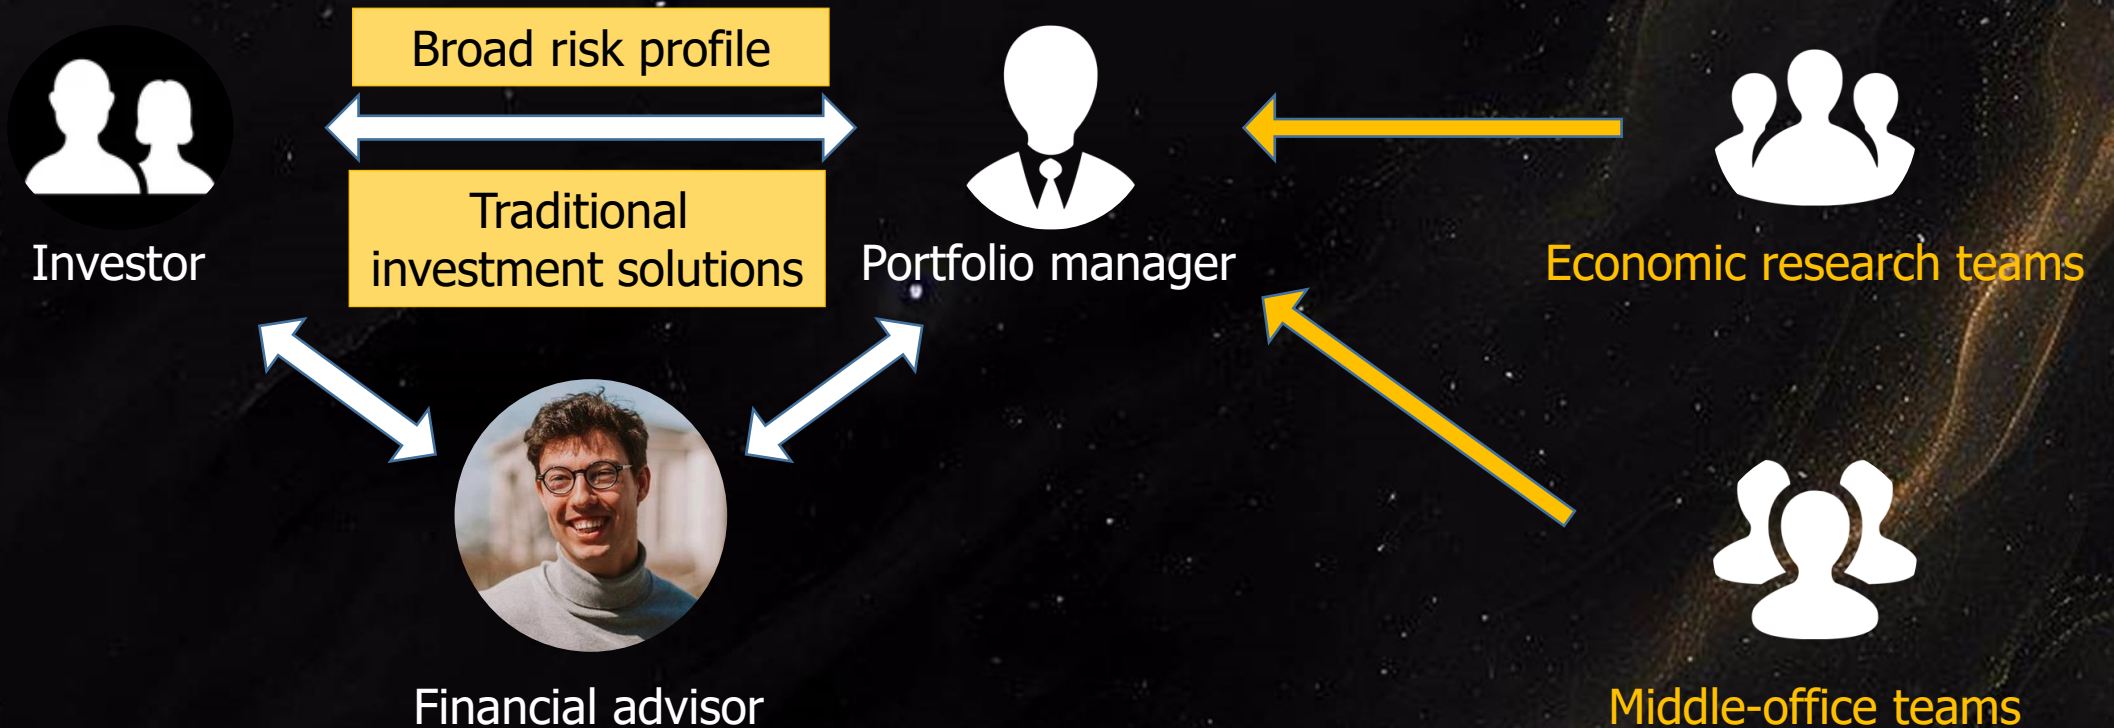 Broad risk profile
Traditional
investment solutions
Investor
Portfolio manager
Economic research teams
Financial advisor
Middle-office teams